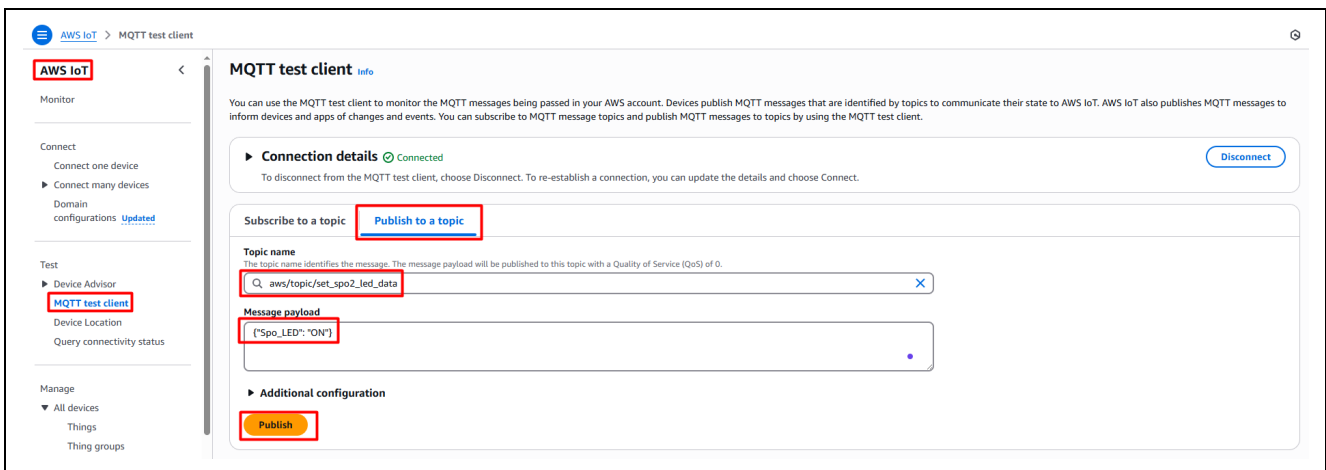 AWS IoT > MQTT test client
AWS IoT
Monitor
Connect
Connect one device
Connect many devices
Domain
configurations Updated
Test
Device Advisor
MQTT test client
Device Location
Query connectivity status
Manage
All devices
Things
Thing groups
MQTT test client Info
You can use the MQTT test client to monitor the MQTT messages being passed in your AWS account. Devices publish MQTT messages that are identified by topics to communicate their state to AWS IoT. AWS IoT also publishes MQTT messages to
inform devices and apps of changes and events. You can subscribe to MQTT message topics and publish MQTT messages to topics by using the MQTT test client.
Connection details Connected
Disconnect
To disconnect from the MQTT test client, choose Disconnect. To re-establish a connection, you can update the details and choose Connect.
Subscribe to a topic
Publish to a topic
Topic name
The topic name identifies the message. The message payload will be published to this topic with a Quality of Service (QoS) of 0.
aws/topic/set_spo2_led_data
Message payload
{"Spo_LED": "ON"}
Additional configuration
Publish